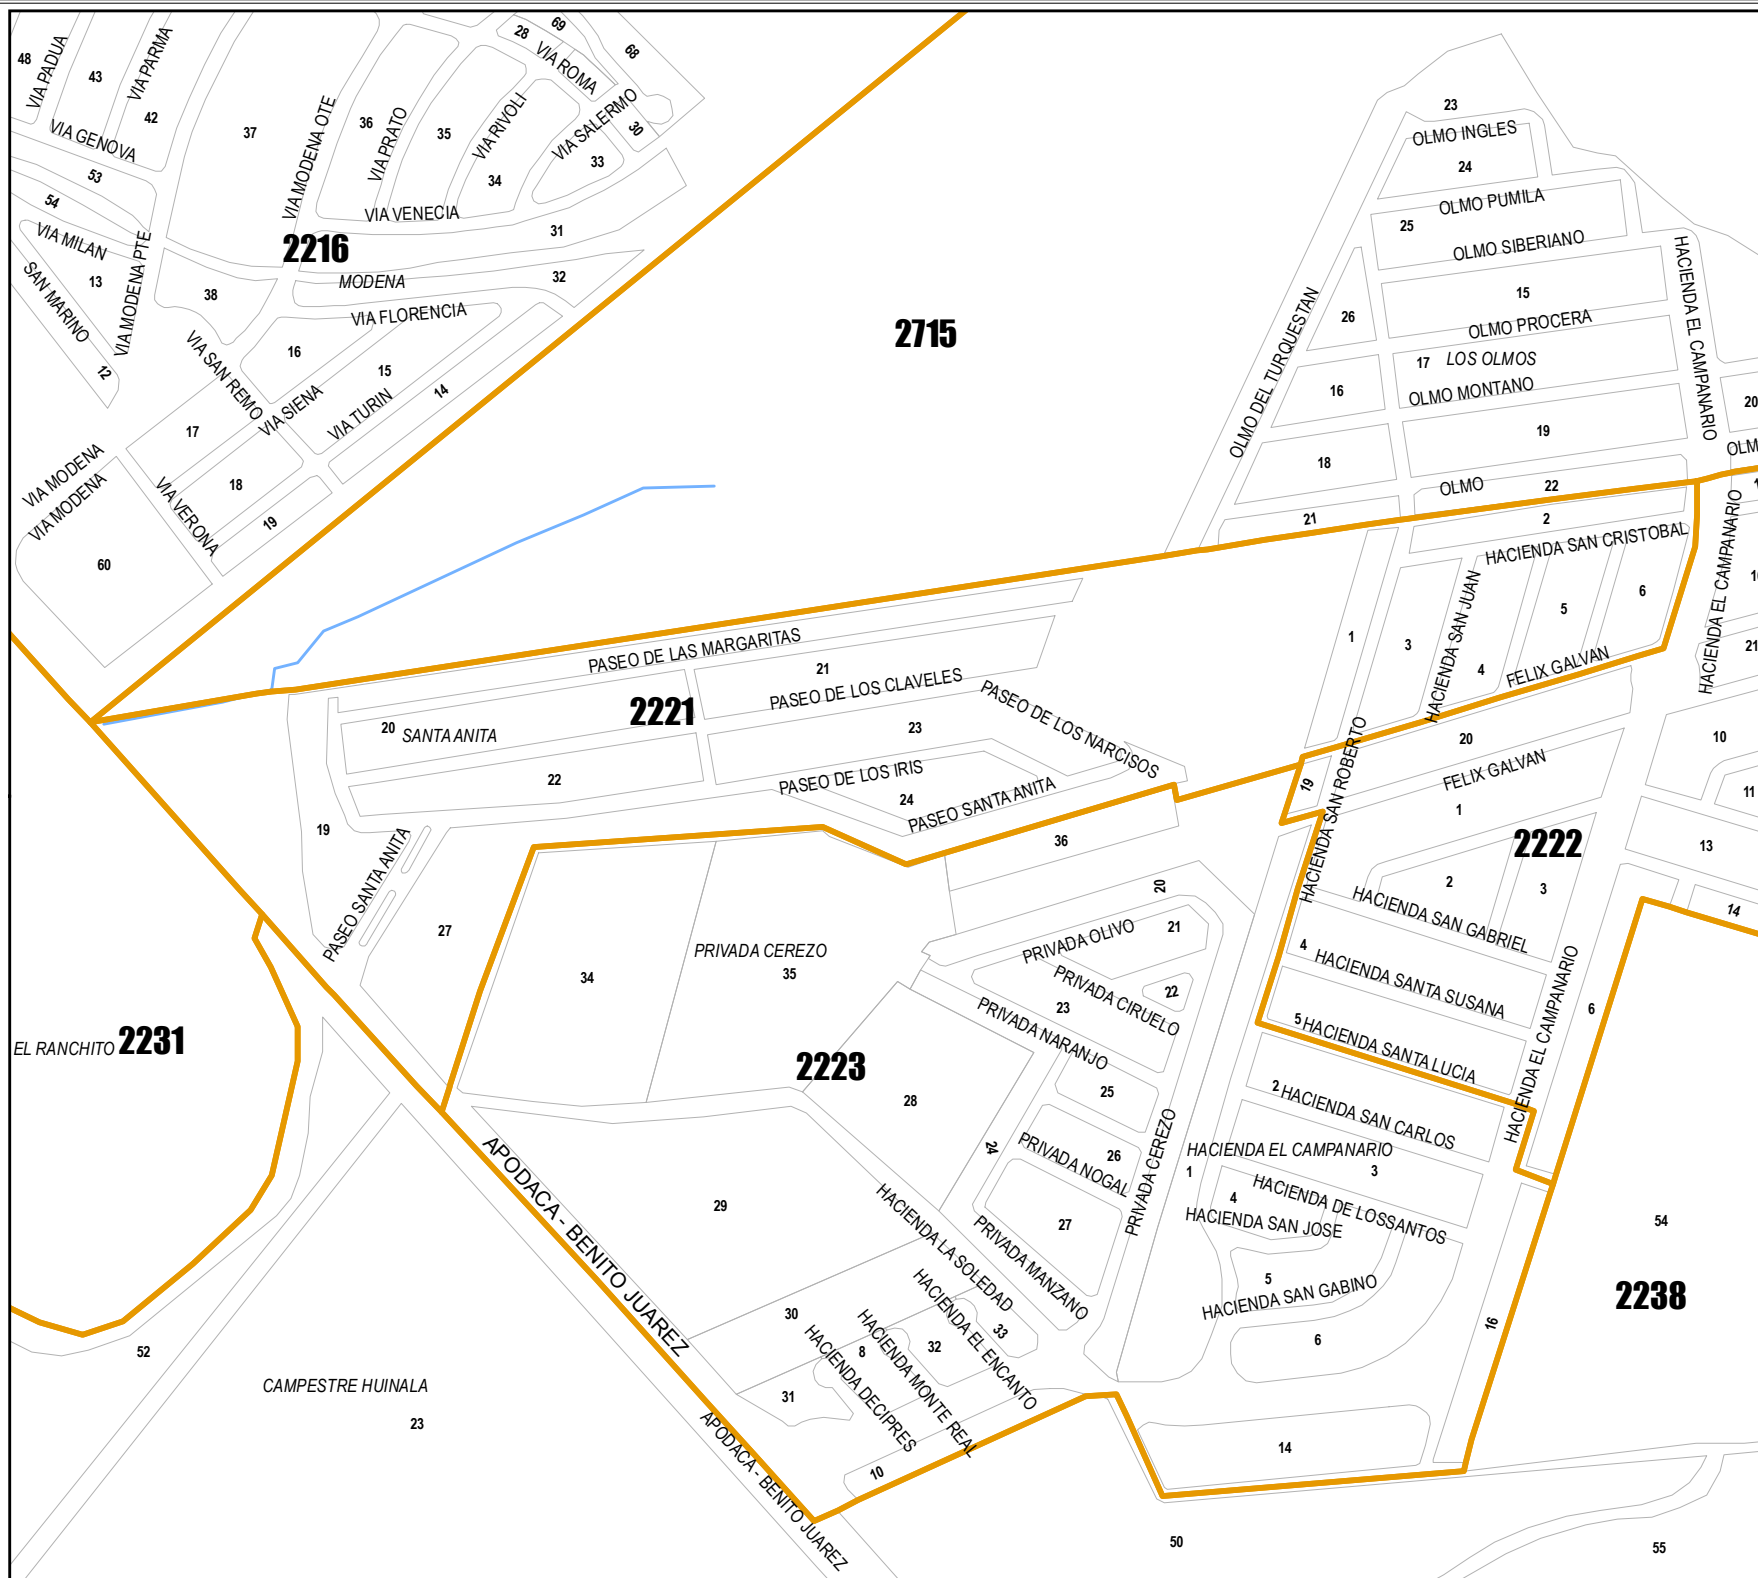 48
VIA PADUA
43
VIA PARMA
42
VIA GENOVA
53
54
VIA MILAN
13
SAN MARINO
12
VIA MODENA PTE
37
VIA MODENA OTE
36
VIA PRATO
35
VIA RIVOLI
34
28
69
68
VIA ROMA
VIA SALERMO
30
33
VIA VENECIA
31
2216
MODENA
32
38
VIA FLORENCIA
16
15
14
VIA SAN REMO
VIA SIENA
VIA TURIN
17
18
19
VIA VERONA
VIA MODENA
VIA MODENA
60
2715
23
OLMO INGLES
24
OLMO PUMILA
25
OLMO SIBERIANO
15
OLMO PROCERA
26
17
LOS OLMOS
16
OLMO MONTANO
19
18
OLMO
22
21
OLMO DEL TURQUESTAN
HACIENDA EL CAMPANARIO
20
OLM
1
2
HACIENDA SAN CRISTOBAL
HACIENDA SAN JUAN
1
3
4
5
6
FELIX GALVAN
HACIENDA EL CAMPANARIO
10
21
PASEO DE LAS MARGARITAS
21
2221
PASEO DE LOS CLAVELES
PASEO DE LOS NARCISOS
20
SANTA ANITA
23
22
PASEO DE LOS IRIS
24
PASEO SANTA ANITA
19
PASEO SANTA ANITA
27
HACIENDA SAN ROBERTO
19
20
FELIX GALVAN
1
2222
2
3
10
11
13
14
HACIENDA SAN GABRIEL
4
HACIENDA SANTA SUSANA
5
HACIENDA SANTA LUCIA
HACIENDA EL CAMPANARIO
6
36
20
34
PRIVADA CEREZO
35
PRIVADA OLIVO
21
PRIVADA CIRUELO
22
23
PRIVADA NARANJO
25
2223
28
24
26
PRIVADA NOGAL
27
PRIVADA MANZANO
PRIVADA CEREZO
2
HACIENDA SAN CARLOS
HACIENDA EL CAMPANARIO
1
3
4
HACIENDA DE LOSSANTOS
HACIENDA SAN JOSE
5
HACIENDA SAN GABINO
6
16
54
2238
EL RANCHITO
2231
52
CAMPESTRE HUINALA
23
APODACA - BENITO JUAREZ
APODACA - BENITO JUAREZ
29
30
31
HACIENDA LA SOLEDAD
HACIENDA EL ENCANTO
33
32
8
HACIENDA MONTE REAL
HACIENDA DECIPRES
10
14
50
55